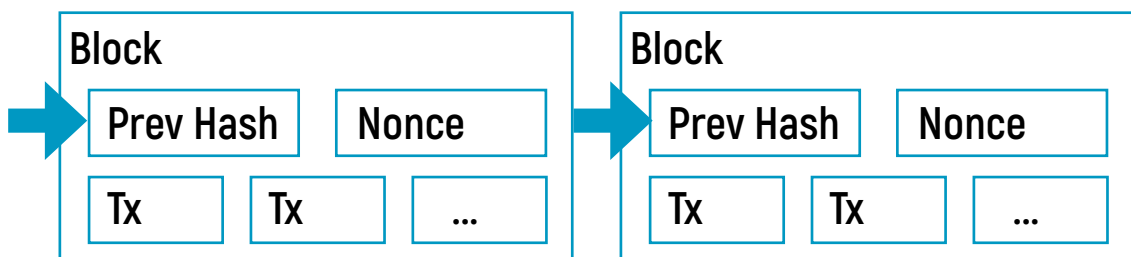 Block
Prev Hash Nonce
Tx Tx ...
Block
Prev Hash Nonce
Tx Tx ...